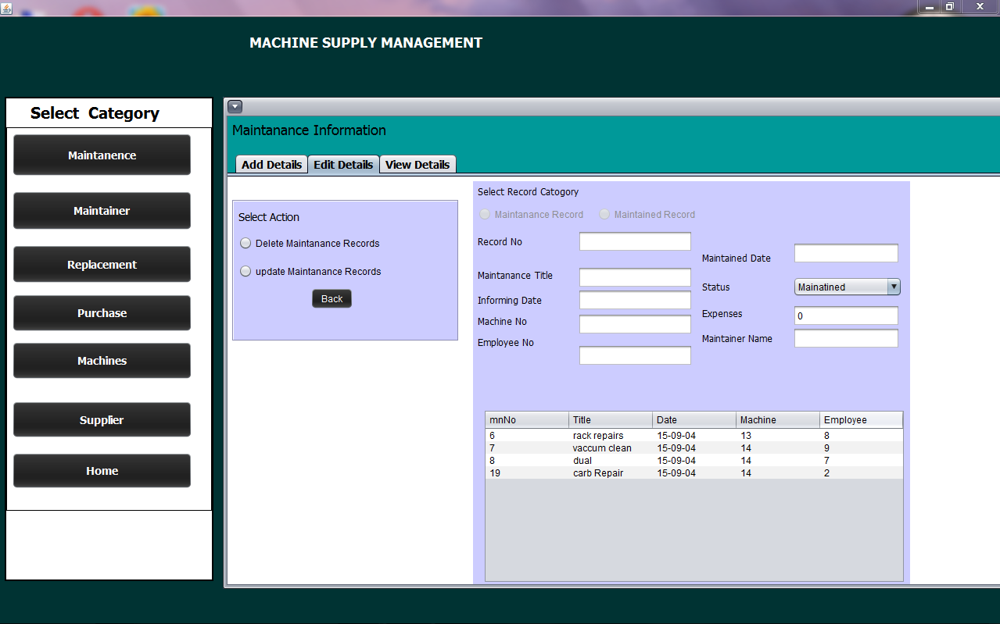 MACHINE SUPPLY MANAGEMENT
Select Category
Maintanence
Maintainer
Replacement
Purchase
Machines
Supplier
Home
Maintanance Information
Add Details Edit Details View Details
Select Action
Delete Maintanance Records
update Maintanance Records
Back
Select Record Catogory
Maintanance Record Maintained Record
Record No
Maintanance Title
Informing Date
Machine No
Employee No
Maintained Date
Status Mainatined
Expenses 0
Maintainer Name
mnNo Title Date Machine Employee
6 rack repairs 15-09-04 13 8
7 vaccum clean 15-09-04 14 9
8 dual 15-09-04 14 7
19 carb Repair 15-09-04 14 2